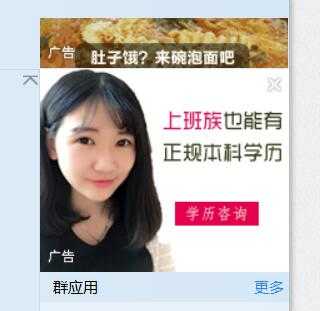 广告
肚子饿？来碗泡面吧
上班族也能有
正规本科学历
学历咨询
广告
群应用
更多